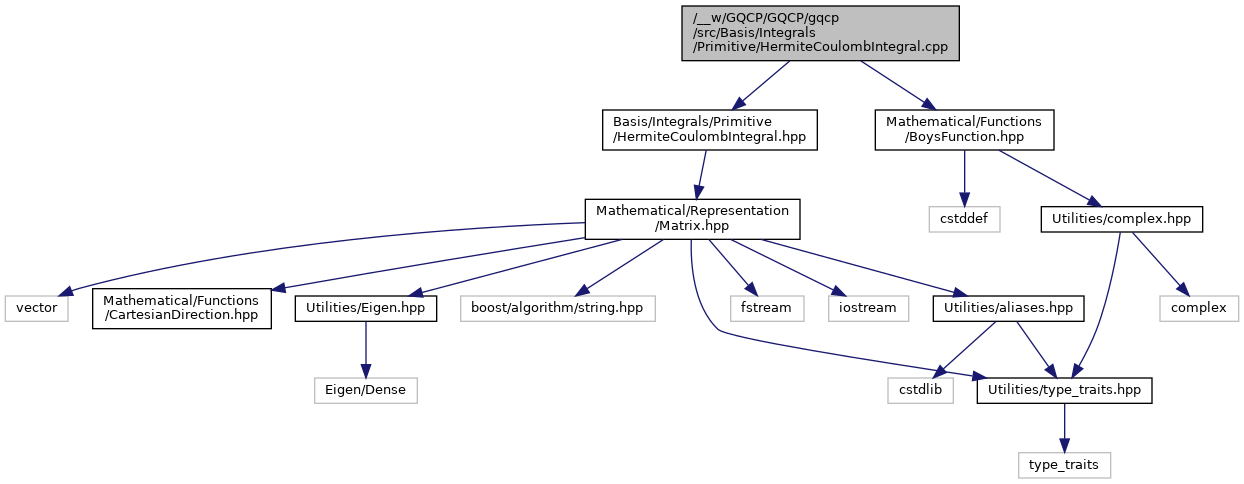 /__w/GQCP/GQCP/gqcp
/src/Basis/Integrals
/Primitive/HermiteCoulombIntegral.cpp
Basis/Integrals/Primitive
/HermiteCoulombIntegral.hpp
Mathematical/Functions
/BoysFunction.hpp
Mathematical/Representation
/Matrix.hpp
cstddef
Utilities/complex.hpp
vector
Mathematical/Functions
/CartesianDirection.hpp
Utilities/Eigen.hpp
boost/algorithm/string.hpp
fstream
iostream
Utilities/aliases.hpp
complex
Eigen/Dense
cstdlib
Utilities/type_traits.hpp
type_traits